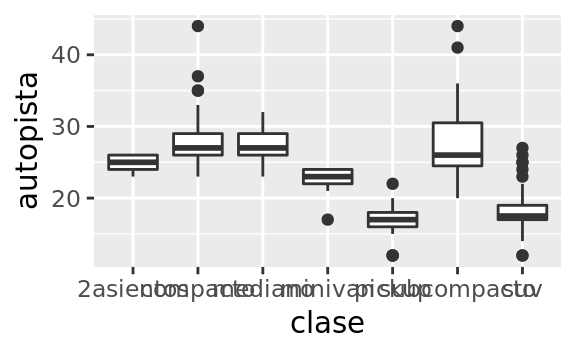 autopista
40
30
20
2asientos compacto mediano minivan pickup subcompacto suv
clase